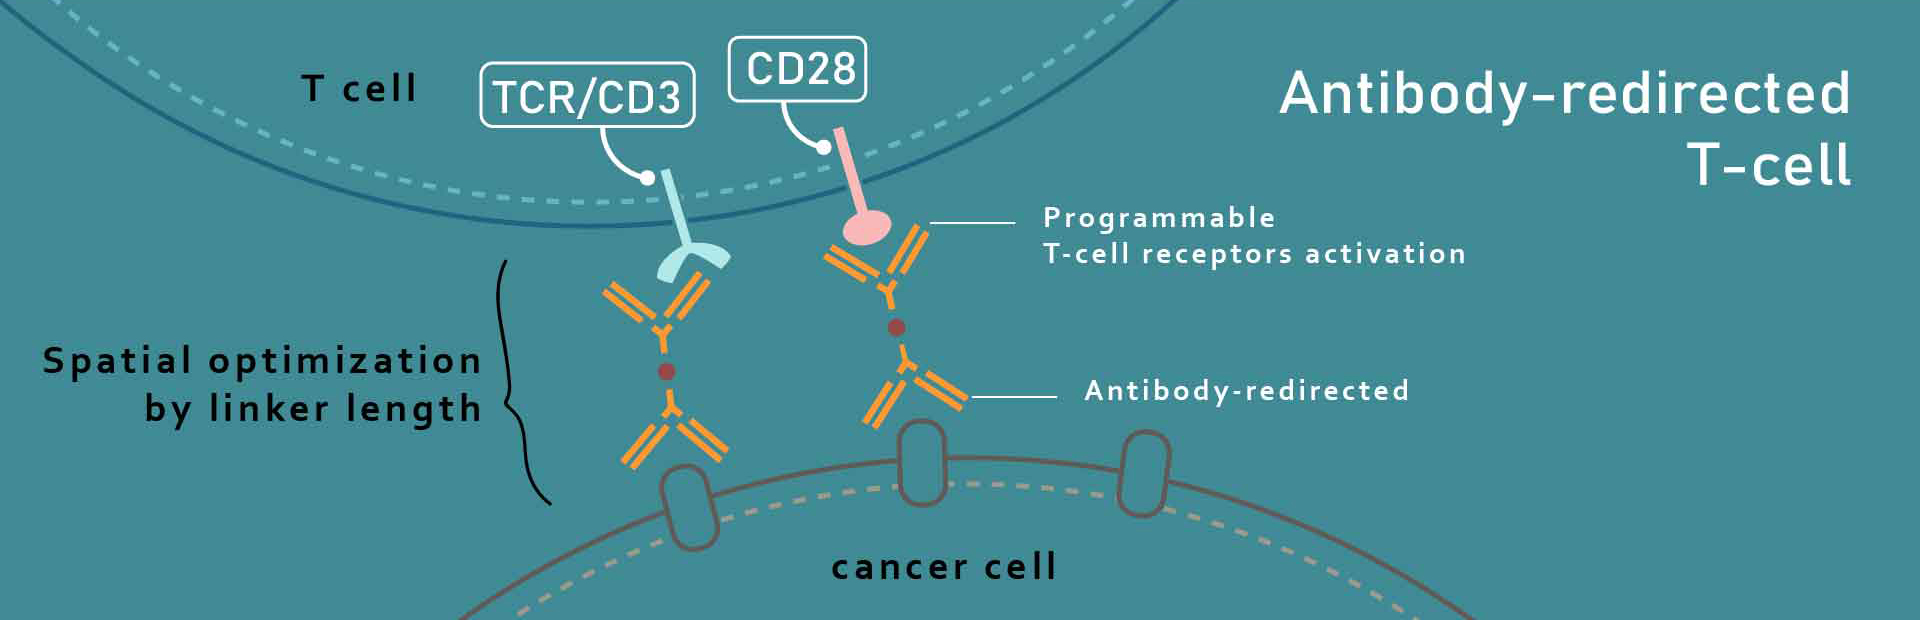 T cell
TCR/CD3
CD28
Antibody-redirected
T-cell
Programmable
T-cell receptors activation
Spatial optimization
by linker length
Antibody-redirected
cancer cell